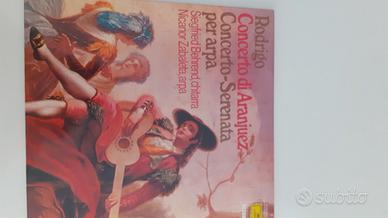 Rodrigo
Concerto di Aranjuez
Concerto-Serenata
per arpa
Siegfried Behrend, chitarra
Nicanor Zabaleta, arpa
SUbito